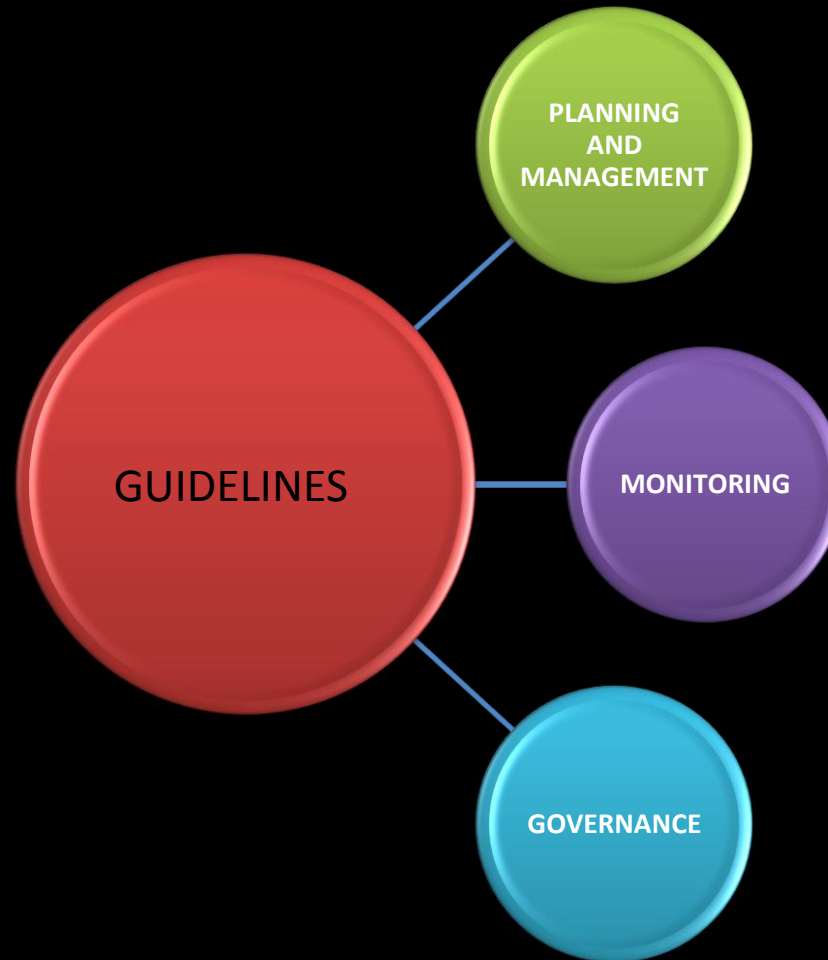 PLANNING
AND
MANAGEMENT
GUIDELINES
MONITORING
GOVERNANCE